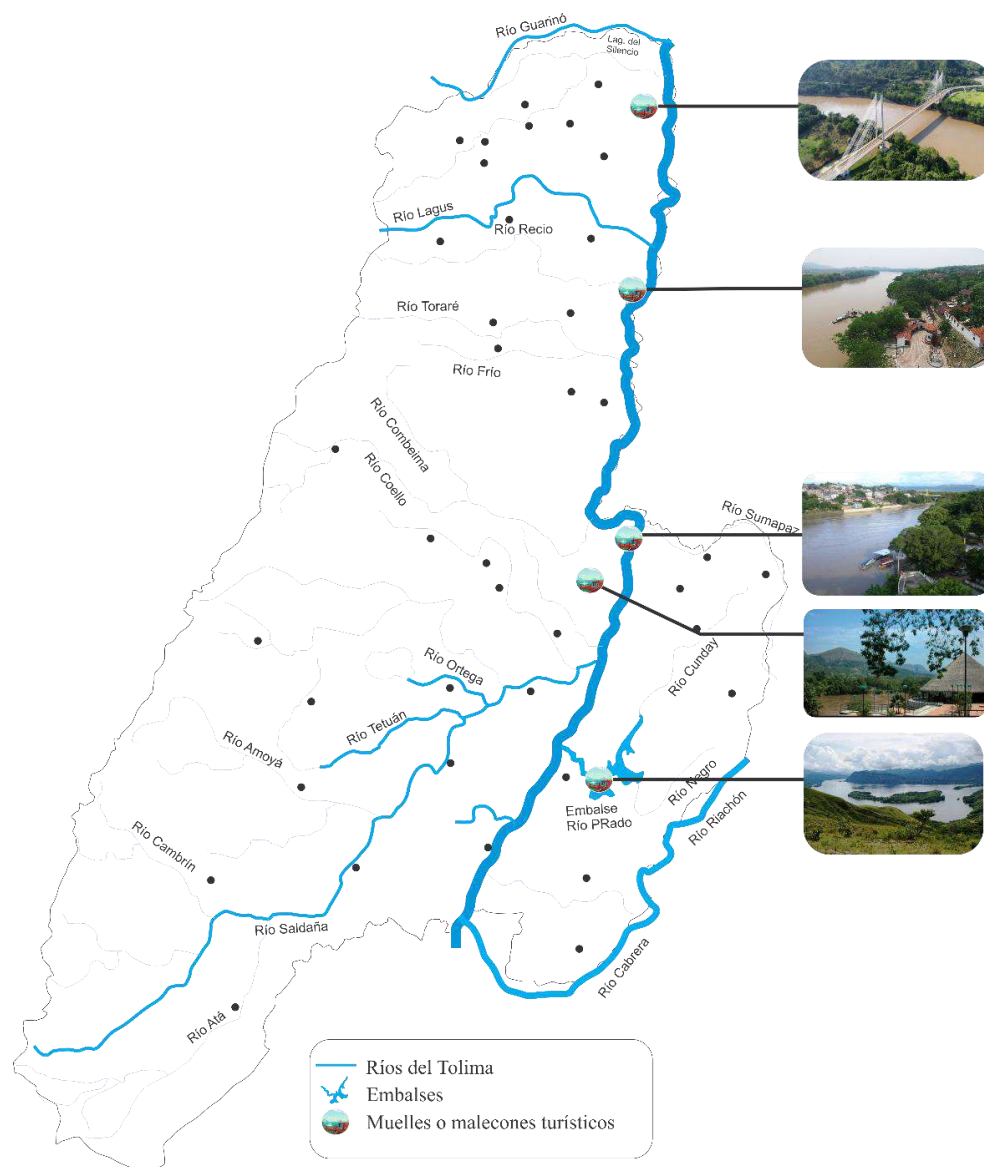 Río Guarinó
Lag. del
Silencio
Río Lagus
Río Recio
Río Toraré
Río Frío
Río Combeima
Río Coello
Río Sumapaz
Río Cunday
Río Ortega
Río Tetuán
Río Amoyá
Río Negro
Embalse
Río PRado
Río Riachón
Río Cambrín
Río Saldaña
Río Cabrera
Río Atá
Ríos del Tolima
Embalses
Muelles o malecones turísticos